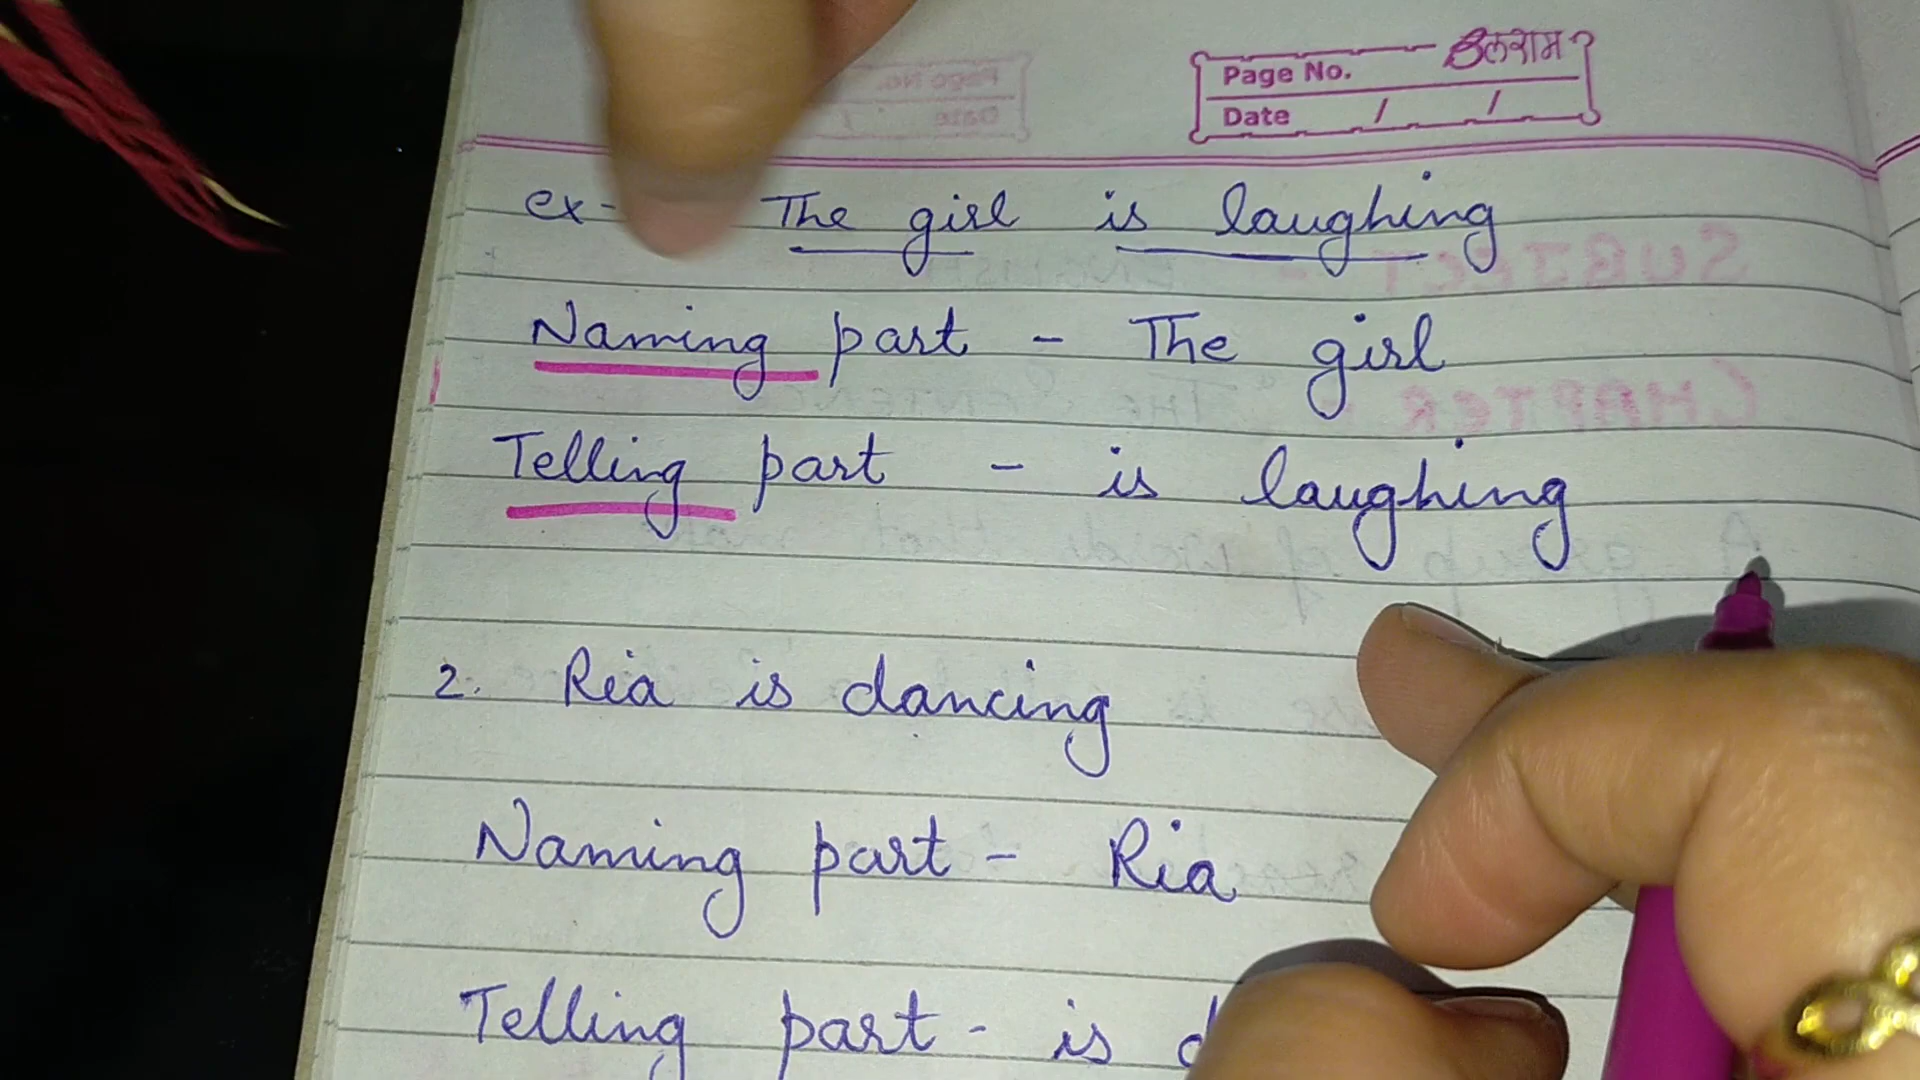 Page No.
Date / /
ex- The girl is laughing
Naming part - The girl
Telling part - is laughing
2. Ria is dancing
Naming part - Ria
Telling part - is d